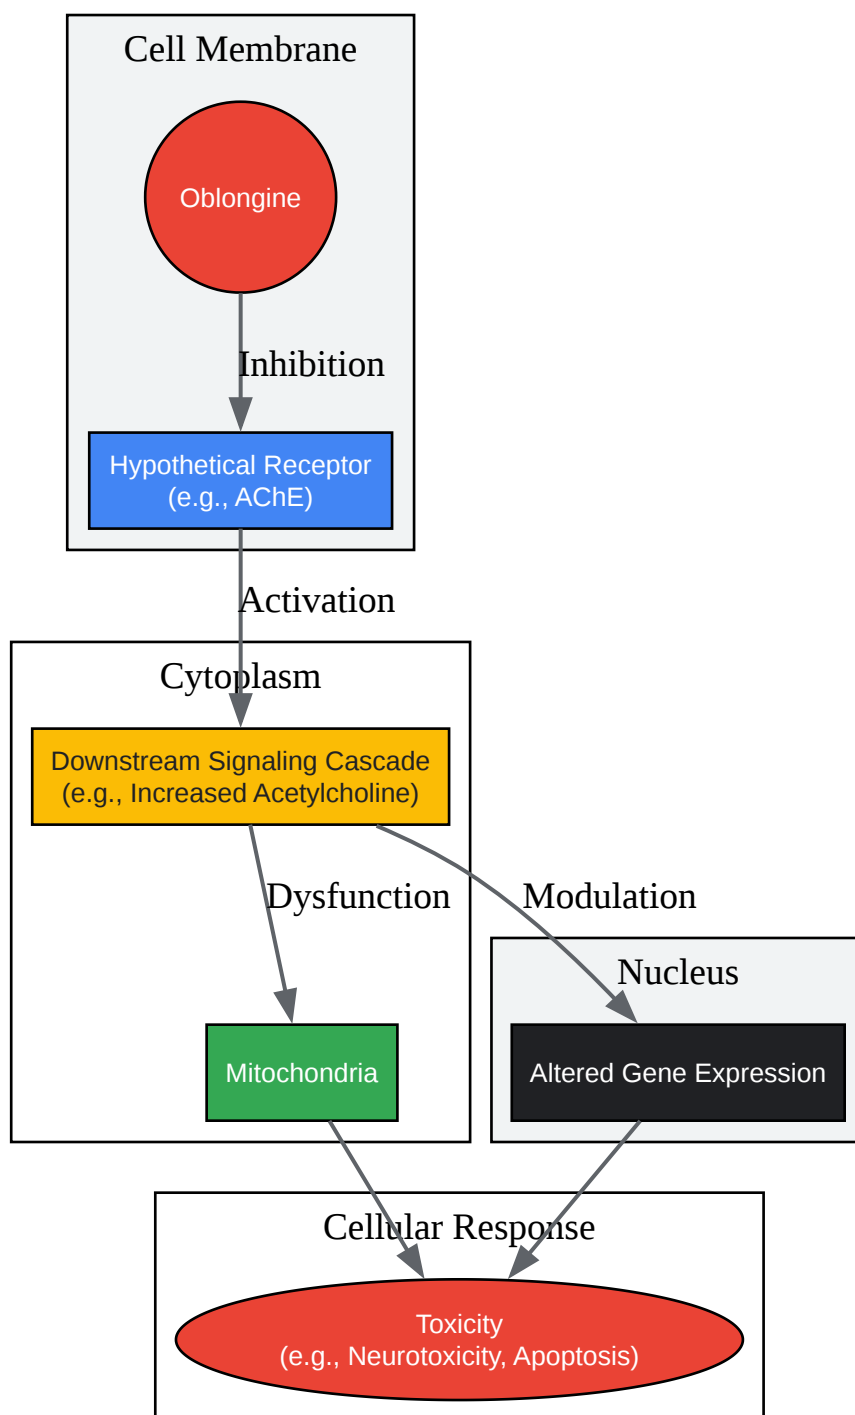 Cell Membrane
Oblongine
Inhibition
Hypothetical Receptor
(e.g., AChE)
Activation
Cytoplasm
Downstream Signaling Cascade
(e.g., Increased Acetylcholine)
Dysfunction
Modulation
Nucleus
Mitochondria
Altered Gene Expression
Cellular Response
Toxicity
(e.g., Neurotoxicity, Apoptosis)